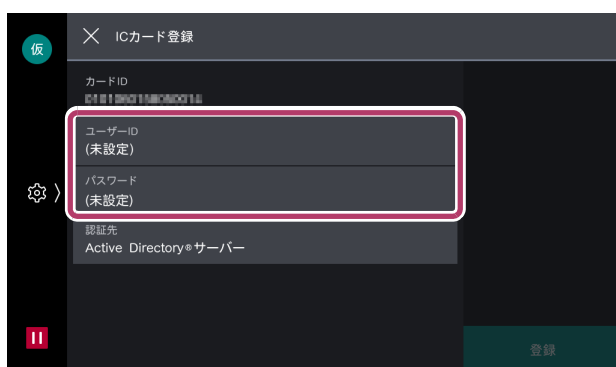 仮
ICカード登録
カードID
ユーザーID
(未設定)
パスワード
(未設定)
認証先
Active Directory®サーバー
登録